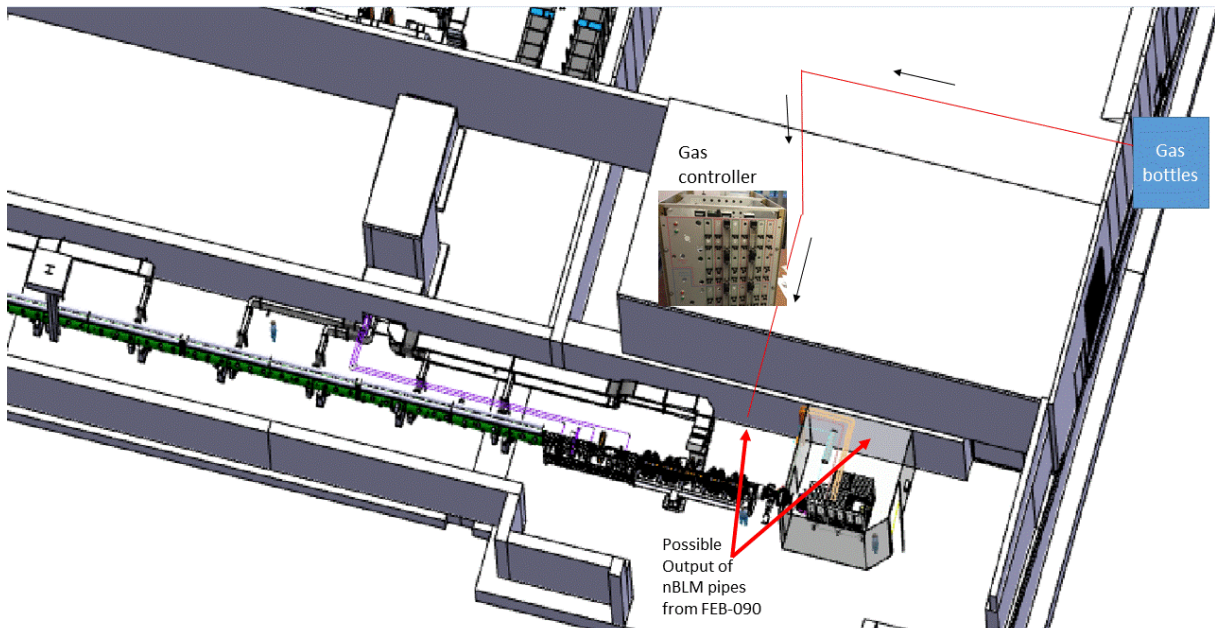 Gas
controller
Gas
bottles
H
Possible
Output of
nBLM pipes
from FEB-090